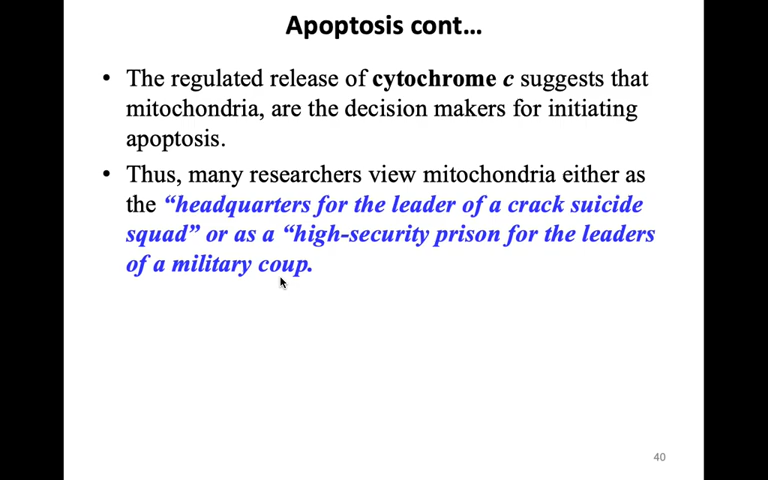 Apoptosis cont…
• The regulated release of cytochrome c suggests that
mitochondria, are the decision makers for initiating
apoptosis.
• Thus, many researchers view mitochondria either as
the “headquarters for the leader of a crack suicide
squad” or as a “high-security prison for the leaders
of a military coup.
40